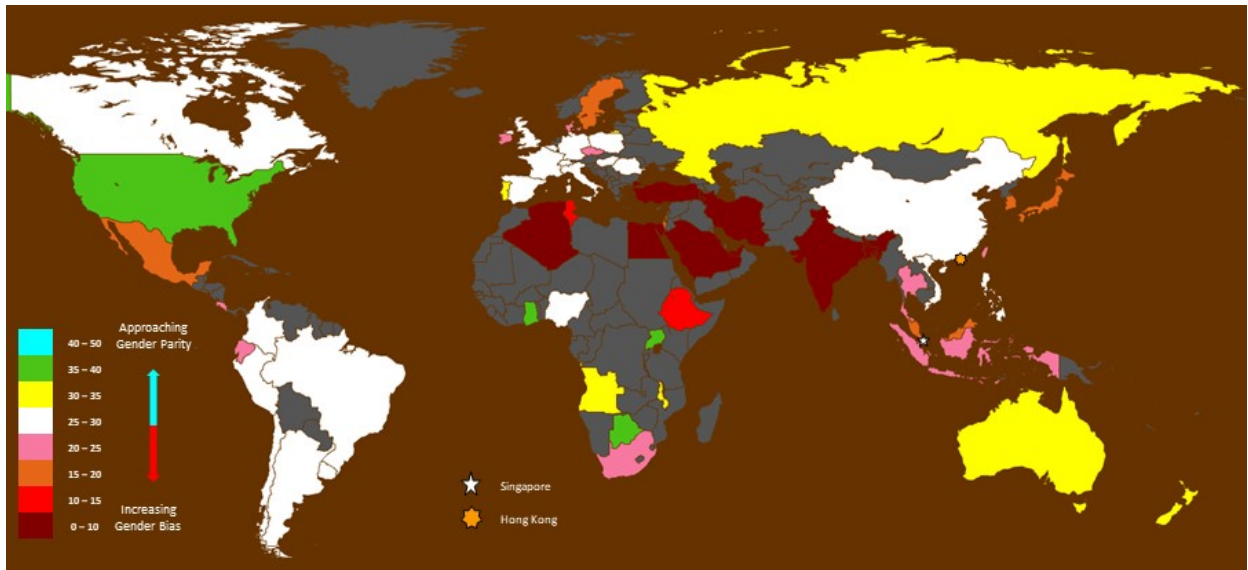 Approaching
Gender Parity
40 – 50
35 – 40
30 – 35
25 – 30
20 – 25
15 – 20
10 – 15
0 – 10
Increasing
Gender Bias
Singapore
Hong Kong